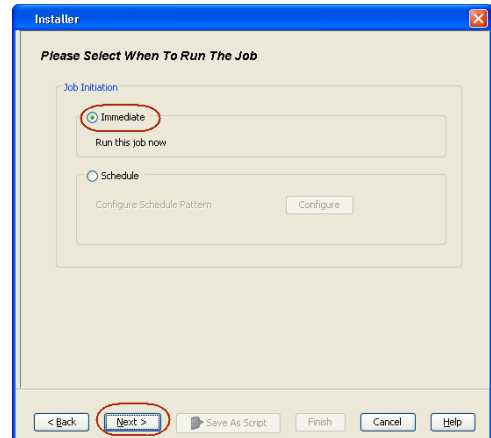 Installer
Please Select When To Run The Job
Job Initiation
Immediate
Run this job now
Schedule
Configure Schedule Pattern Configure
< Back Next > Save As Script Finish Cancel Help